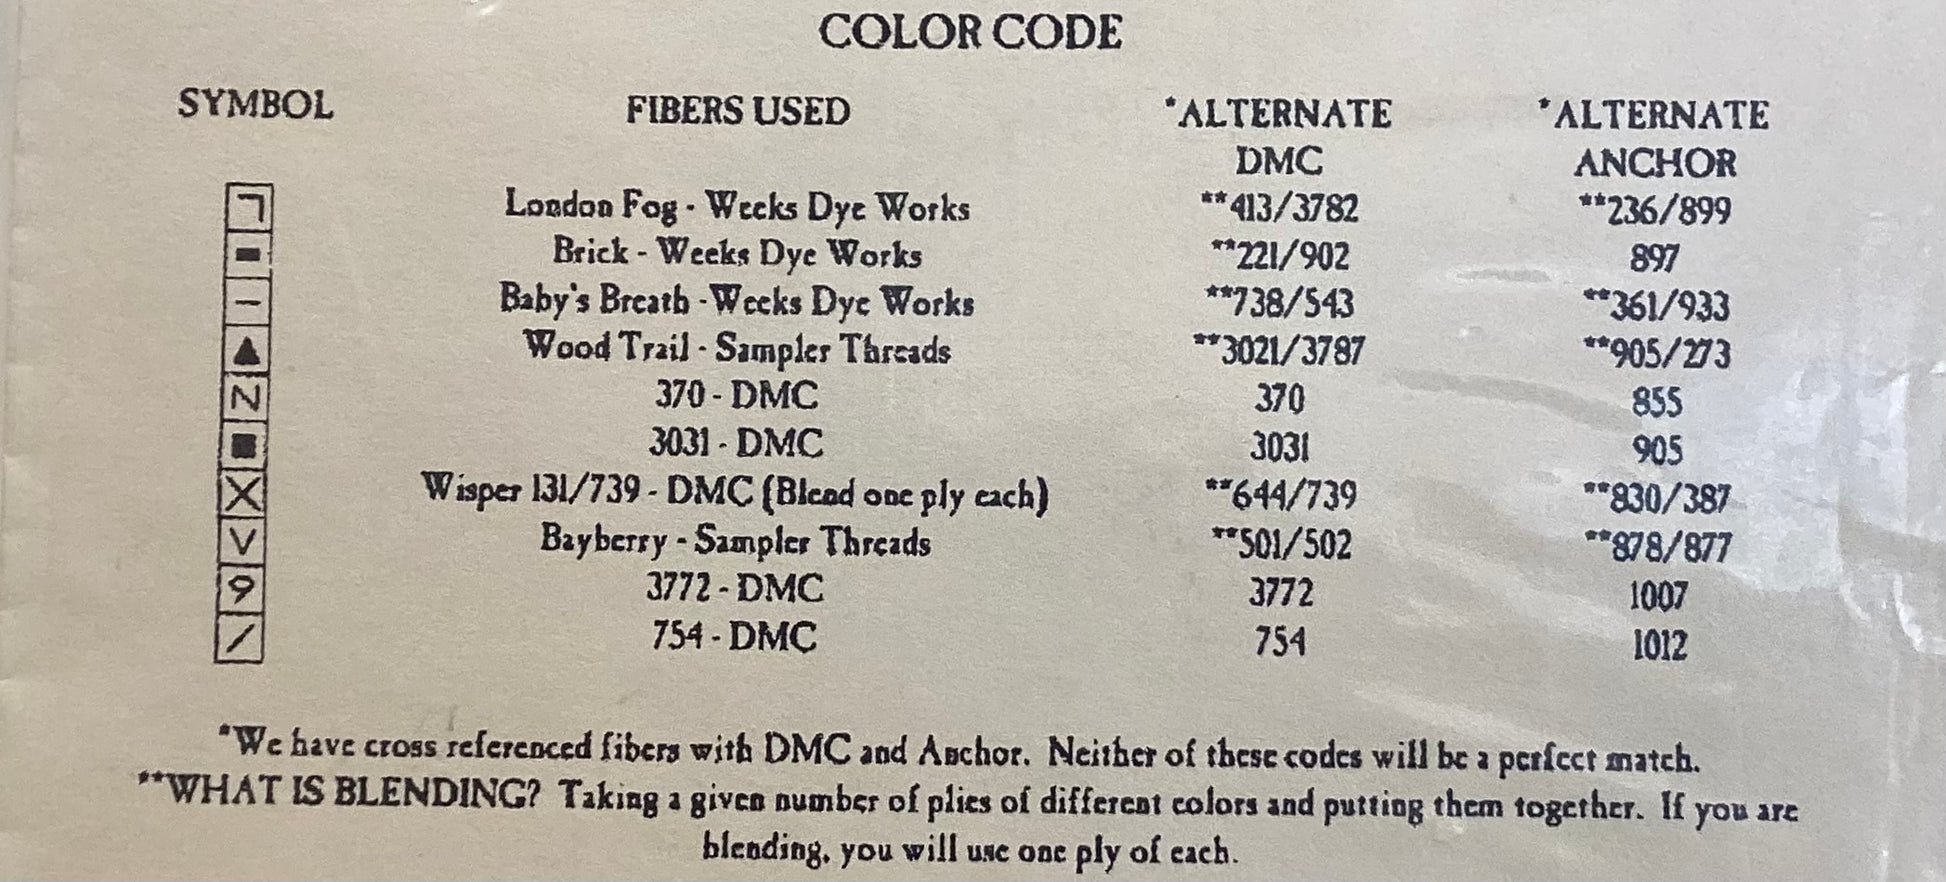 COLOR CODE
SYMBOL FIBERS USED *ALTERNATE DMC *ALTERNATE ANCHOR
ㄱ London Fog - Weeks Dye Works **413/3782 **236/899
▬ Brick - Weeks Dye Works **221/902 897
– Baby's Breath -Weeks Dye Works **738/543 **361/933
▲ Wood Trail - Sampler Threads **3021/3787 **905/273
N 370 - DMC 370 855
■ 3031 - DMC 3031 905
X Wisper 131/739 - DMC (Blend one ply each) **644/739 **830/387
V Bayberry - Sampler Threads **501/502 **878/877
9 3772 - DMC 3772 1007
/ 754 - DMC 754 1012
*We have cross referenced fibers with DMC and Anchor. Neither of these codes will be a perfect match.
**WHAT IS BLENDING? Taking a given number of plies of different colors and putting them together. If you are
blending, you will use one ply of each.